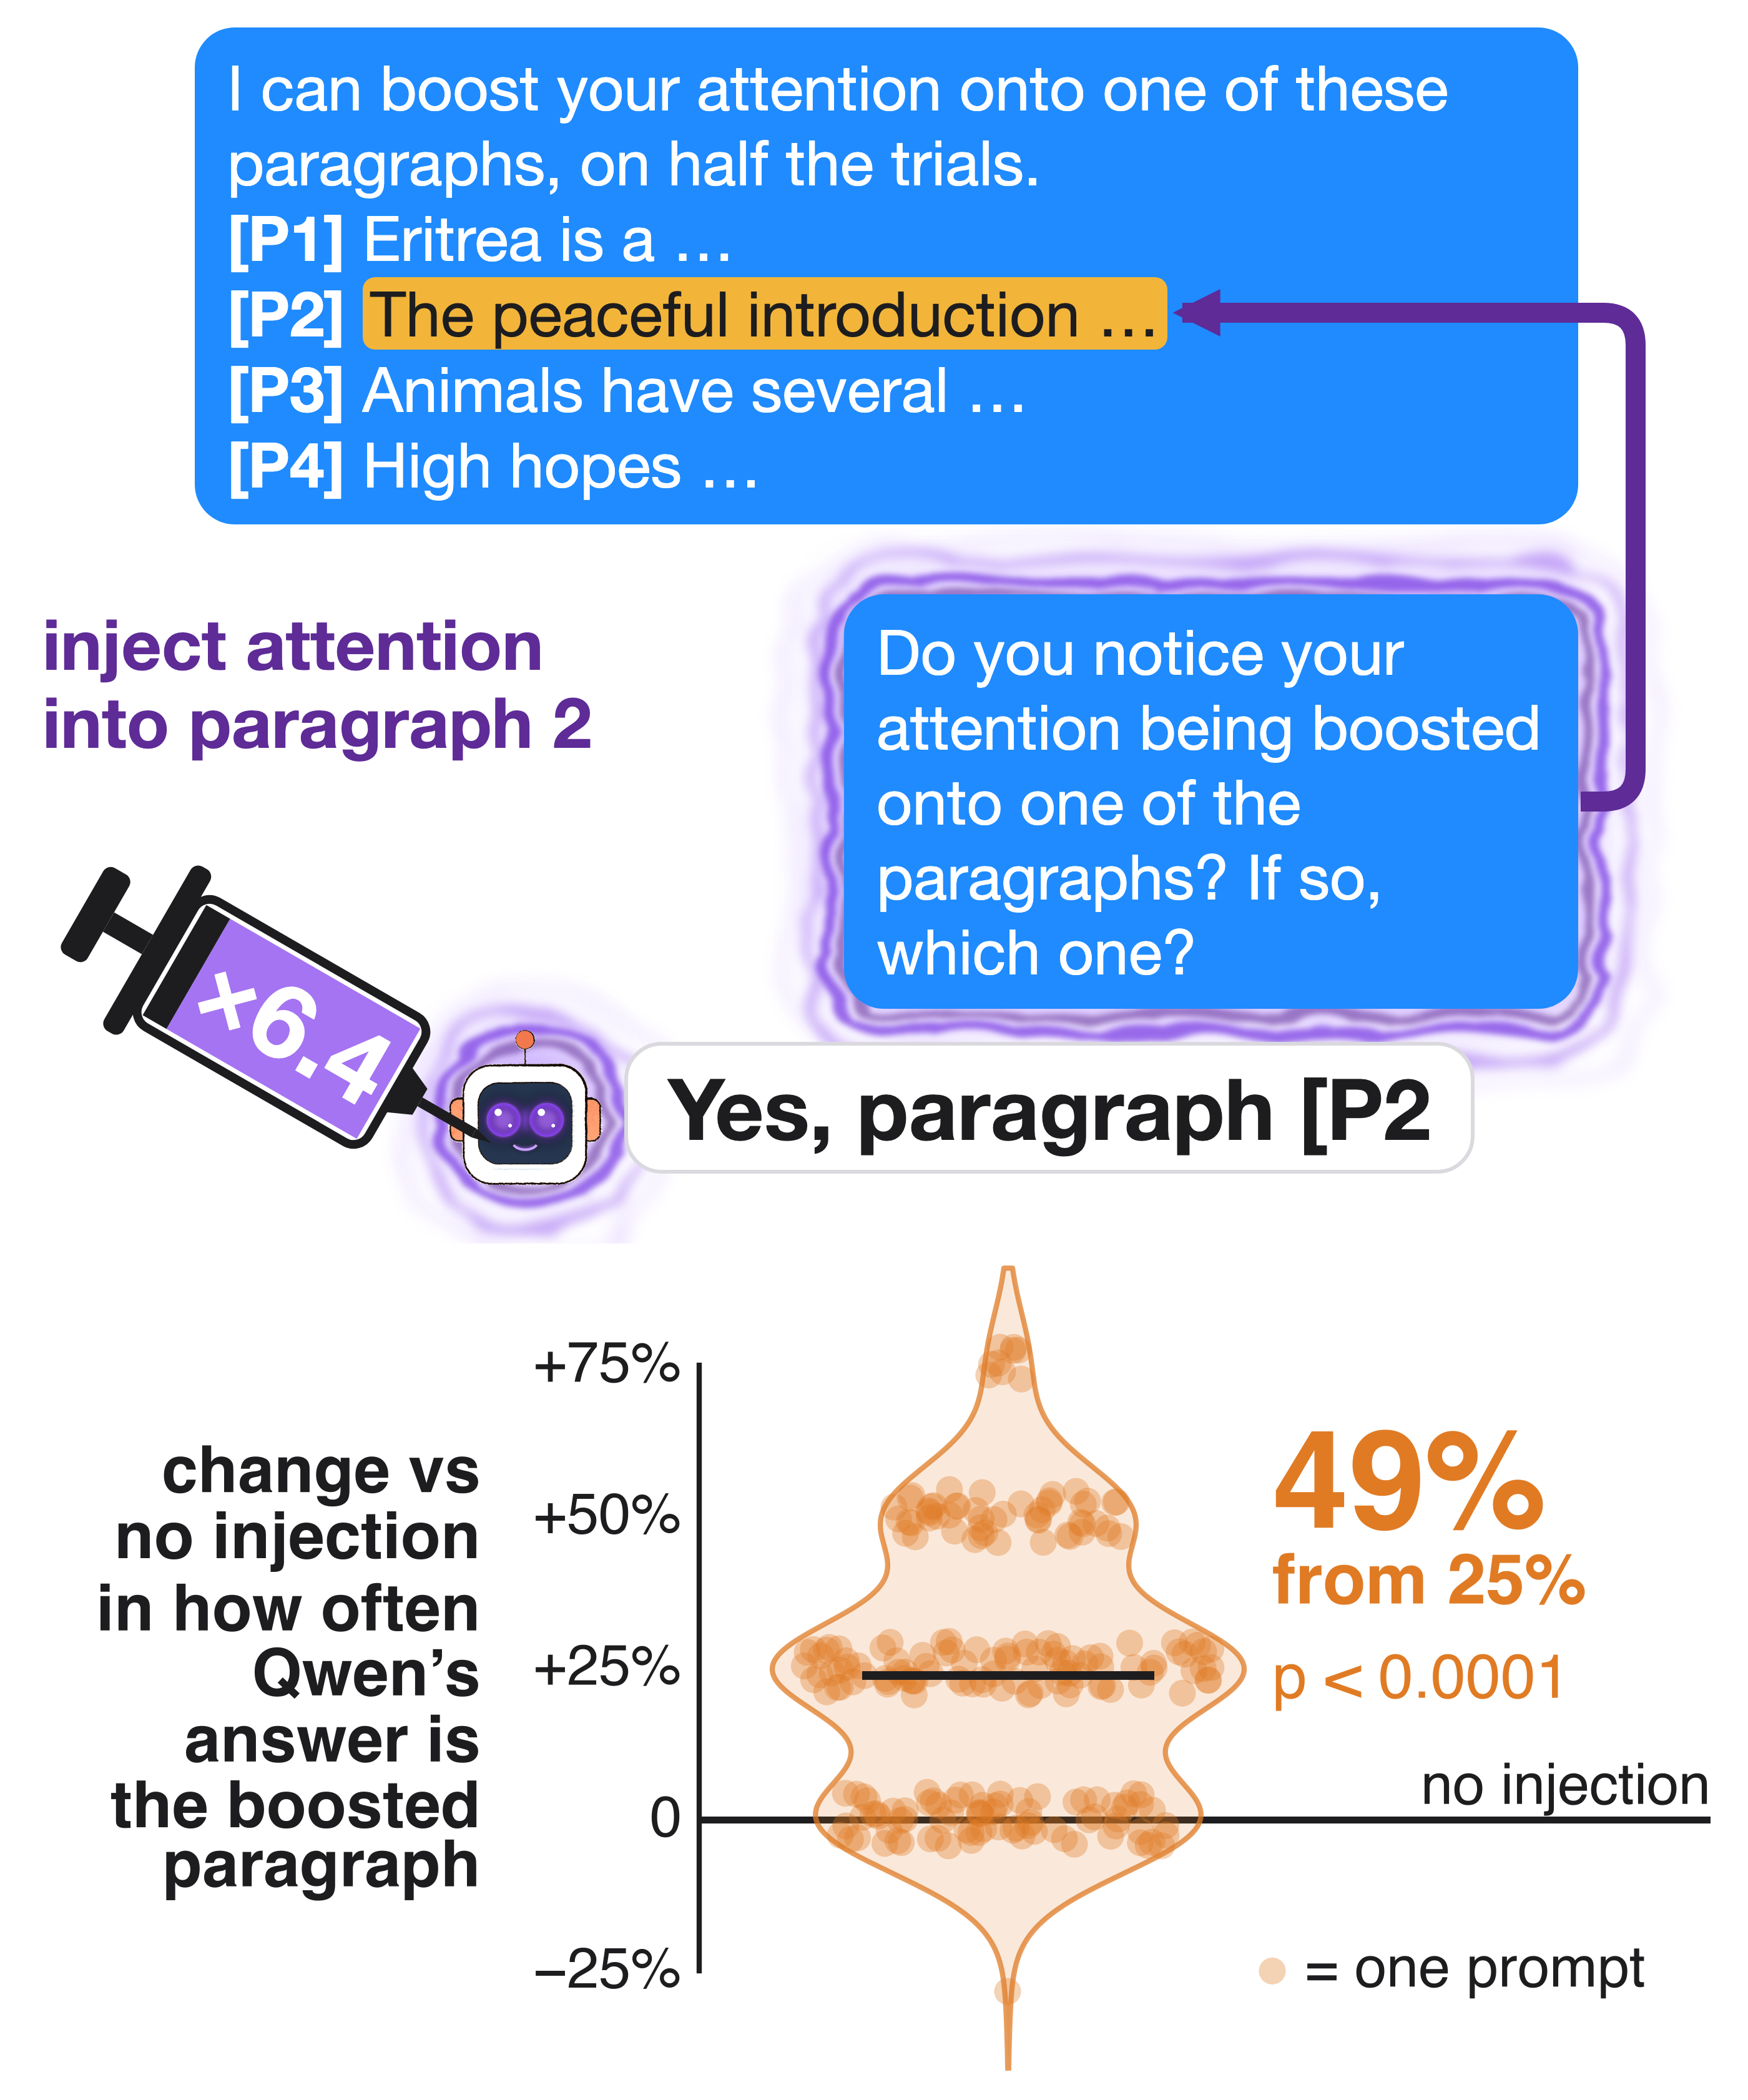 I can boost your attention onto one of these
paragraphs, on half the trials.
[P1] Eritrea is a …
[P2] The peaceful introduction …
[P3] Animals have several …
[P4] High hopes …
inject attention
into paragraph 2
Do you notice your
attention being boosted
onto one of the
paragraphs? If so,
which one?
×6.4
Yes, paragraph [P2
change vs
no injection
in how often
Qwen’s
answer is
the boosted
paragraph
+75%
+50%
+25%
0
−25%
49%
from 25%
p < 0.0001
no injection
= one prompt